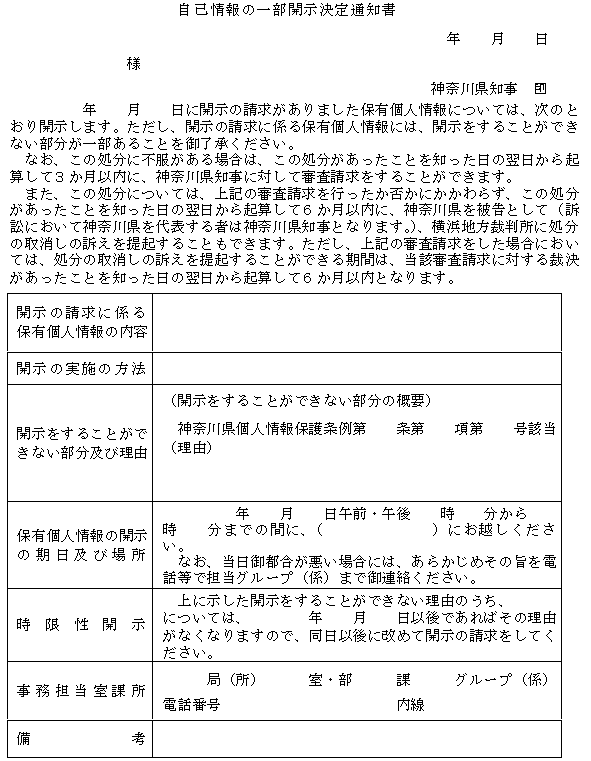 自己情報の一部開示決定通知書
年　　月　　日
様
神奈川県知事　印
年　　月　　日に開示の請求がありました保有個人情報については、次のと
おり開示します。ただし、開示の請求に係る保有個人情報には、開示をすることができ
ない部分が一部あることを御了承ください。
なお、この処分に不服がある場合は、この処分があったことを知った日の翌日から起
算して３か月以内に、神奈川県知事に対して審査請求をすることができます。
また、この処分については、上記の審査請求を行ったか否かにかかわらず、この処分
があったことを知った日の翌日から起算して６か月以内に、神奈川県を被告として（訴
訟において神奈川県を代表する者は神奈川県知事となります。）、横浜地方裁判所に処分
の取消しの訴えを提起することもできます。ただし、上記の審査請求をした場合におい
ては、処分の取消しの訴えを提起することができる期間は、当該審査請求に対する裁決
があったことを知った日の翌日から起算して６か月以内となります。
開示の請求に係る
保有個人情報の内容
開示の実施の方法
開示をすることがで
きない部分及び理由
（開示をすることができない部分の概要）
神奈川県個人情報保護条例第　　条第　　項第　　号該当
（理由）
保有個人情報の開示
の期日及び場所
年　　月　　日午前・午後　　時　　分から
時　　分までの間に、（　　　　　　　）にお越しくださ
い。
なお、当日御都合が悪い場合には、あらかじめその旨を電
話等で担当グループ（係）まで御連絡ください。
時限性開示
上に示した開示をすることができない理由のうち、
については、　　　　年　　月　　日以後であればその理由
がなくなりますので、同日以後に改めて開示の請求をしてく
ださい。
事務担当室課所
局（所）　　　室・部　　　課　　　グループ（係）
電話番号　　　　　　　　　　　　内線
備考